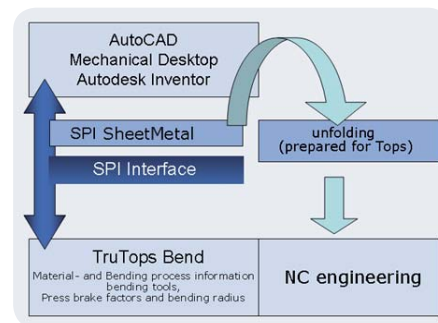 AutoCAD
Mechanical Desktop
Autodesk Inventor
SPI SheetMetal
SPI Interface
unfolding
(prepared for Tops)
TruTops Bend
Material- and Bending process information
bending tools,
Press brake factors and bending radius
NC engineering